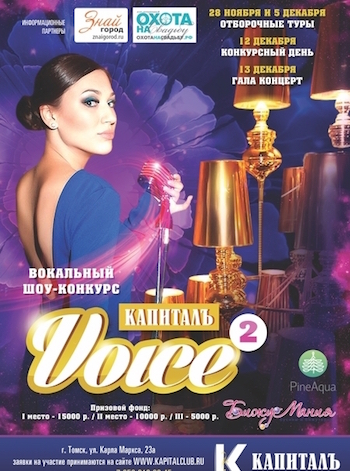 ИНФОРМАЦИОННЫЕ
ПАРТНЕРЫ
Знай
город
znaigorod.ru
ОХОТА
НА Свадьбу
ОХОТАНАСВАДЬБУ.РФ
28 НОЯБРЯ И 5 ДЕКАБРЯ
ОТБОРОЧНЫЕ ТУРЫ
12 ДЕКАБРЯ
КОНКУРСНЫЙ ДЕНЬ
13 ДЕКАБРЯ
ГАЛА КОНЦЕРТ
ВОКАЛЬНЫЙ
ШОУ-КОНКУРС
КАПИТАЛЪ
Voice 2
PineAqua
Бижу Мания
Призовой фонд:
I место - 15000 р. / II место - 10000 р. / III - 5000 р.
г. Томск, ул. Карла Маркса, 23а
заявки на участие принимаются на сайте WWW.KAPITALCLUB.RU
К КАПИТАЛЪ